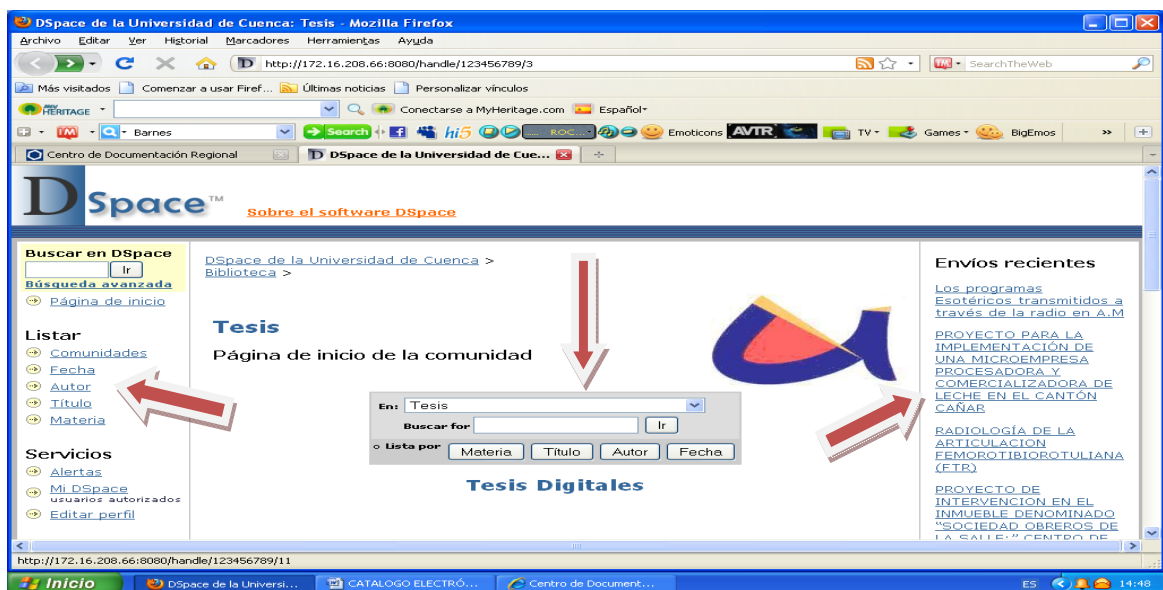 DSpace de la Universidad de Cuenca: Tesis - Mozilla Firefox
Archivo Editar Ver Historial Marcadores Herramientas Ayuda
http://172.16.208.66:8080/handle/123456789/3 SearchTheWeb
Más visitados Comenzar a usar Firef... Últimas noticias Personalizar vínculos
MY HERITAGE Conectarse a MyHeritage.com Español
Barnes Search hi5 ROC... Emoticons AVTR TV Games BigEmos »
Centro de Documentación Regional DSpace de la Universidad de Cue...
DSpace™ Sobre el software DSpace
Buscar en DSpace
Ir
Búsqueda avanzada
Página de inicio
Listar
Comunidades
Fecha
Autor
Título
Materia
Servicios
Alertas
Mi DSpace
usuarios autorizados
Editar perfil
DSpace de la Universidad de Cuenca >
Biblioteca >
Tesis
Página de inicio de la comunidad
En: Tesis
Buscar for Ir
Lista por Materia Título Autor Fecha
Tesis Digitales
Envíos recientes
Los programas
Esotéricos transmitidos a
través de la radio en A.M
PROYECTO PARA LA
IMPLEMENTACIÓN DE
UNA MICROEMPRESA
PROCESADORA Y
COMERCIALIZADORA DE
LECHE EN EL CANTÓN
CAÑAR
RADIOLOGÍA DE LA
ARTICULACION
FEMOROTIBIOROTULIANA
(FTR)
PROYECTO DE
INTERVENCION EN EL
INMUEBLE DENOMINADO
"SOCIEDAD OBREROS DE
LA SALLE:" CENTRO DE
http://172.16.208.66:8080/handle/123456789/11
Inicio DSpace de la Universi... CATALOGO ELECTRÓ... Centro de Document... ES 14:48